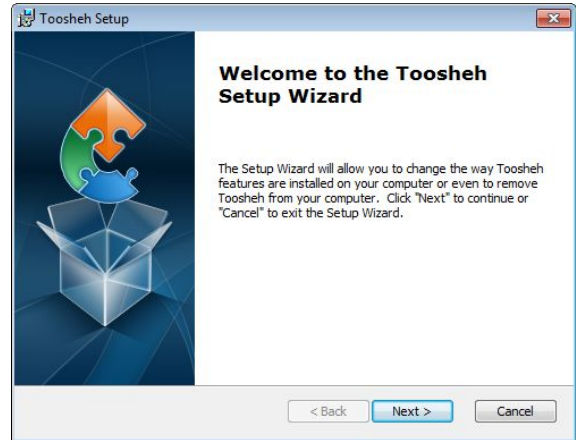 Toosheh Setup
Welcome to the Toosheh
Setup Wizard
The Setup Wizard will allow you to change the way Toosheh
features are installed on your computer or even to remove
Toosheh from your computer.  Click "Next" to continue or
"Cancel" to exit the Setup Wizard.
< Back Next > Cancel